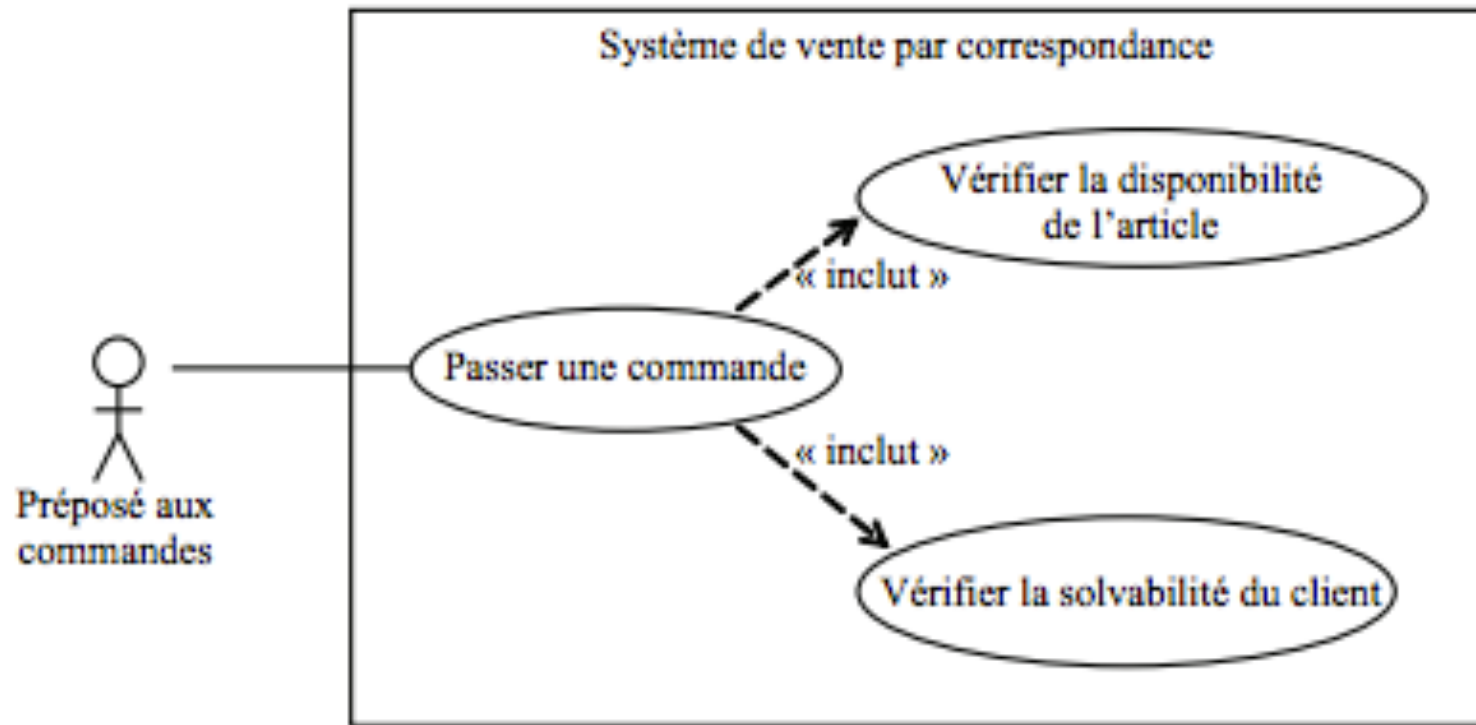 Système de vente par correspondance
Vérifier la disponibilité
de l’article
« inclut »
Passer une commande
« inclut »
Préposé aux
commandes
Vérifier la solvabilité du client